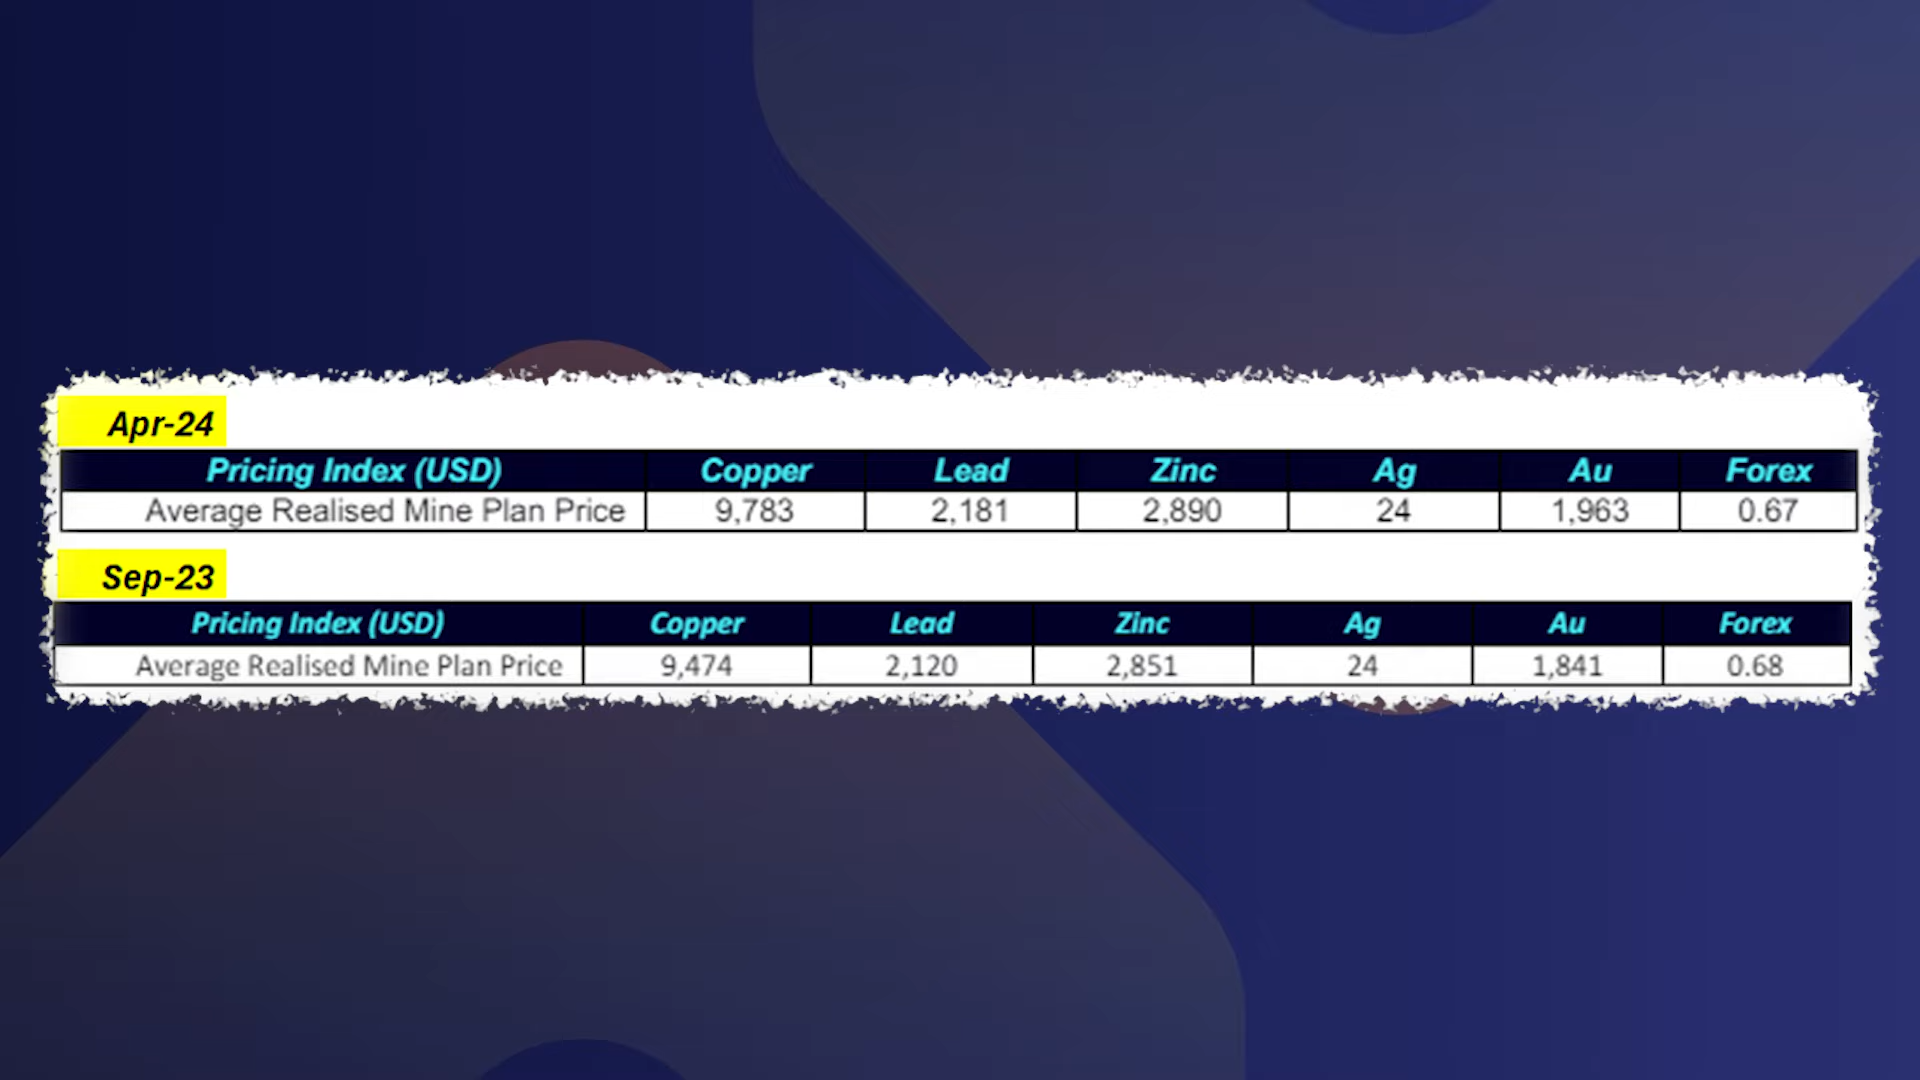 Apr-24
Pricing Index (USD) Copper Lead Zinc Ag Au Forex
Average Realised Mine Plan Price 9,783 2,181 2,890 24 1,963 0.67
Sep-23
Pricing Index (USD) Copper Lead Zinc Ag Au Forex
Average Realised Mine Plan Price 9,474 2,120 2,851 24 1,841 0.68